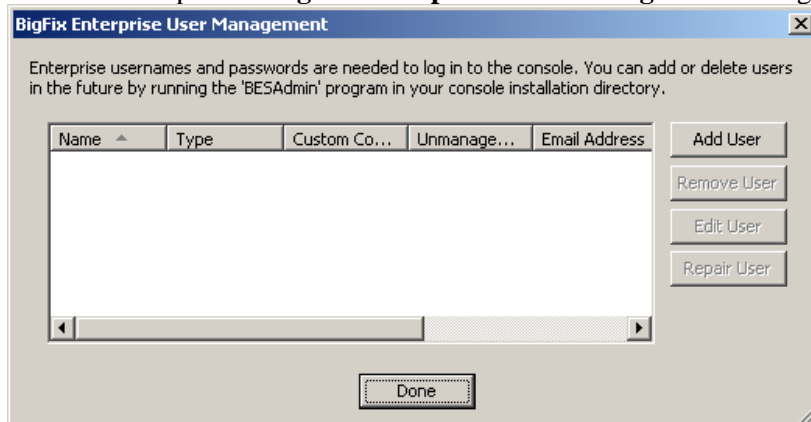 BigFix Enterprise User Management
Enterprise usernames and passwords are needed to log in to the console. You can add or delete users
in the future by running the 'BESAdmin' program in your console installation directory.
Name Type Custom Co... Unmanage... Email Address
Add User
Remove User
Edit User
Repair User
Done